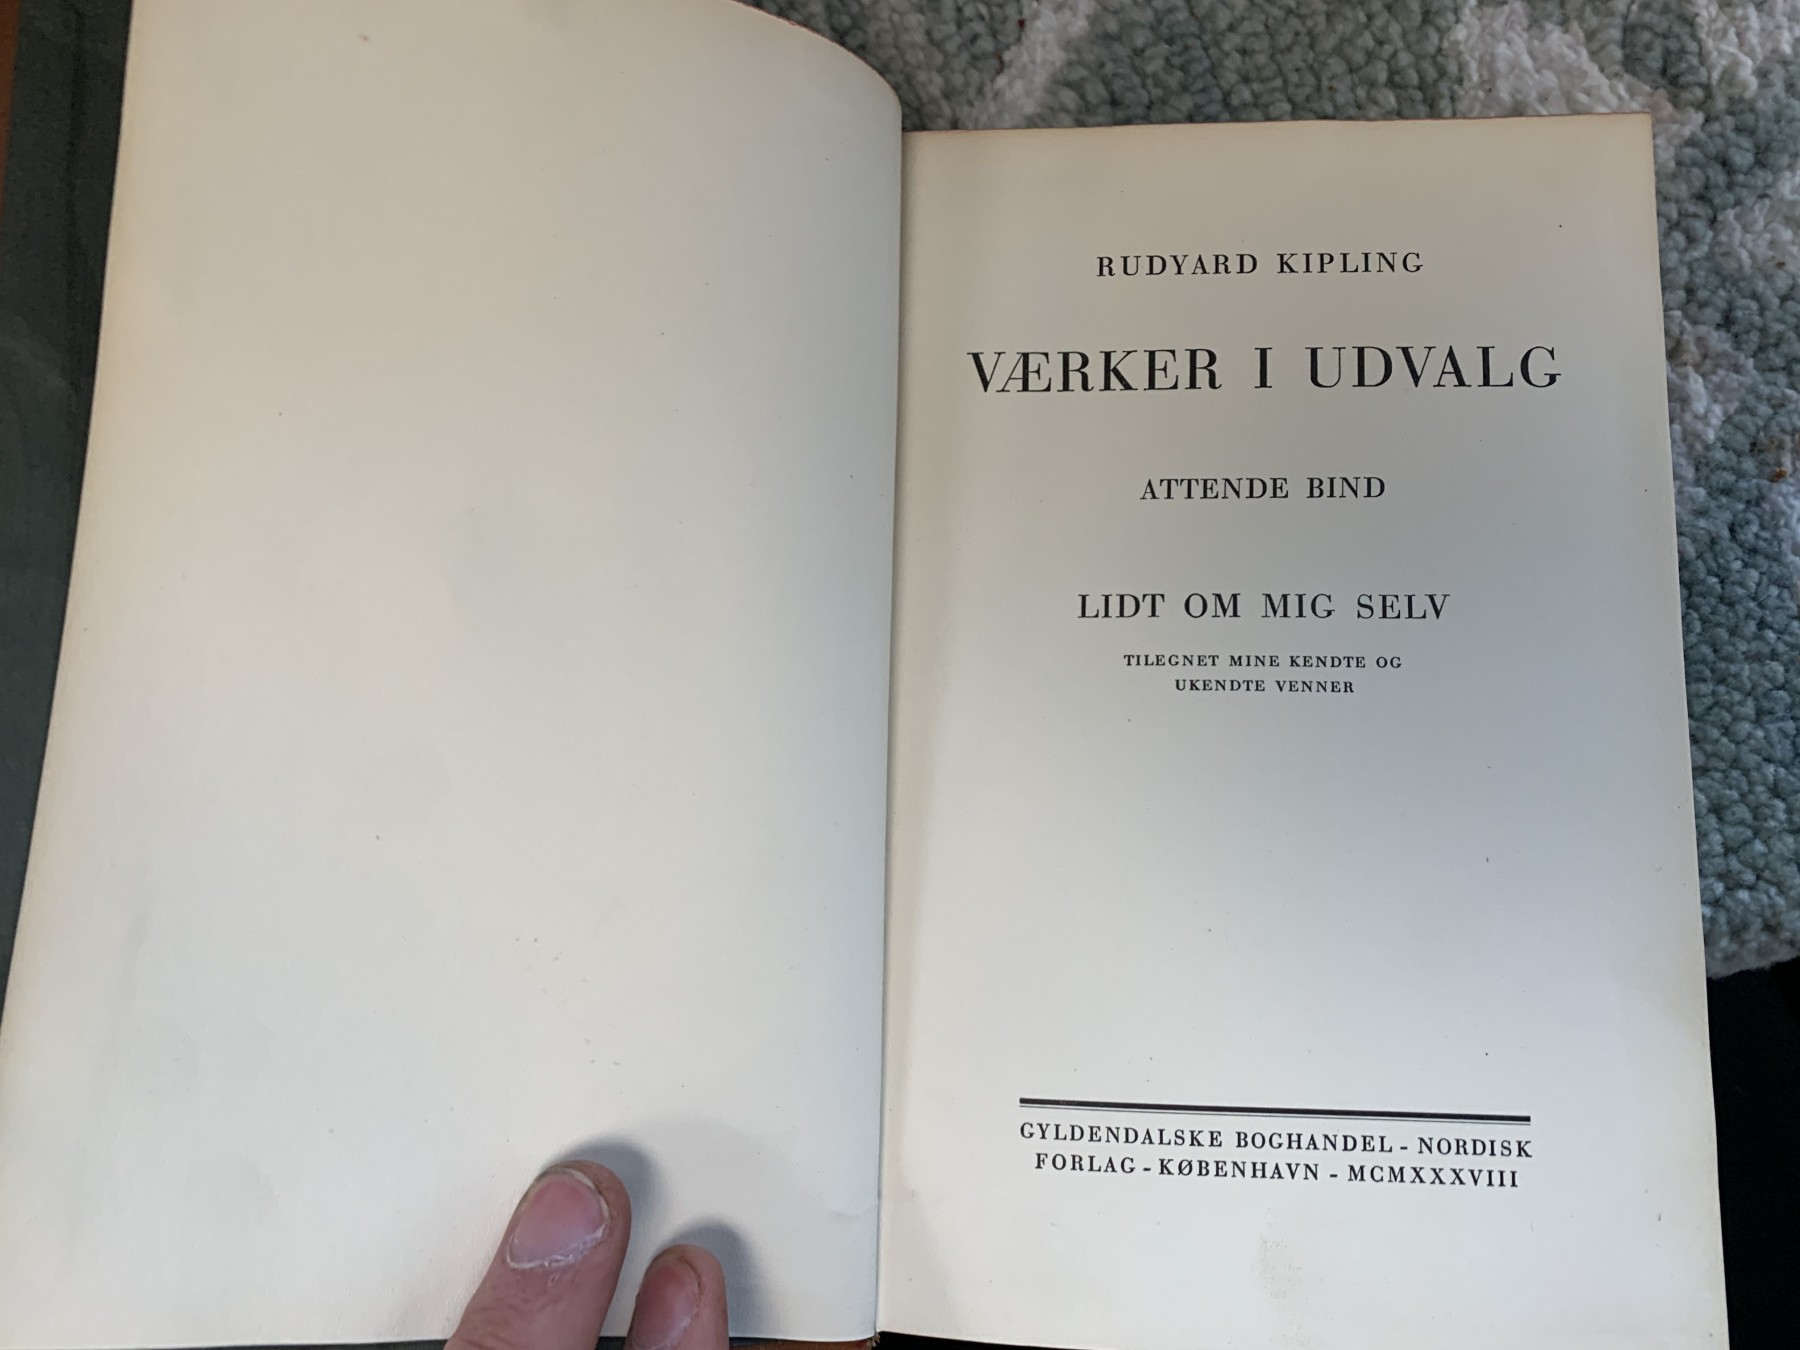 RUDYARD KIPLING
VÆRKER I UDVALG
ATTENDE BIND
LIDT OM MIG SELV
TILEGNET MINE KENDTE OG
UKENDTE VENNER
GYLDENDALSKE BOGHANDEL - NORDISK
FORLAG - KØBENHAVN - MCMXXXVIII